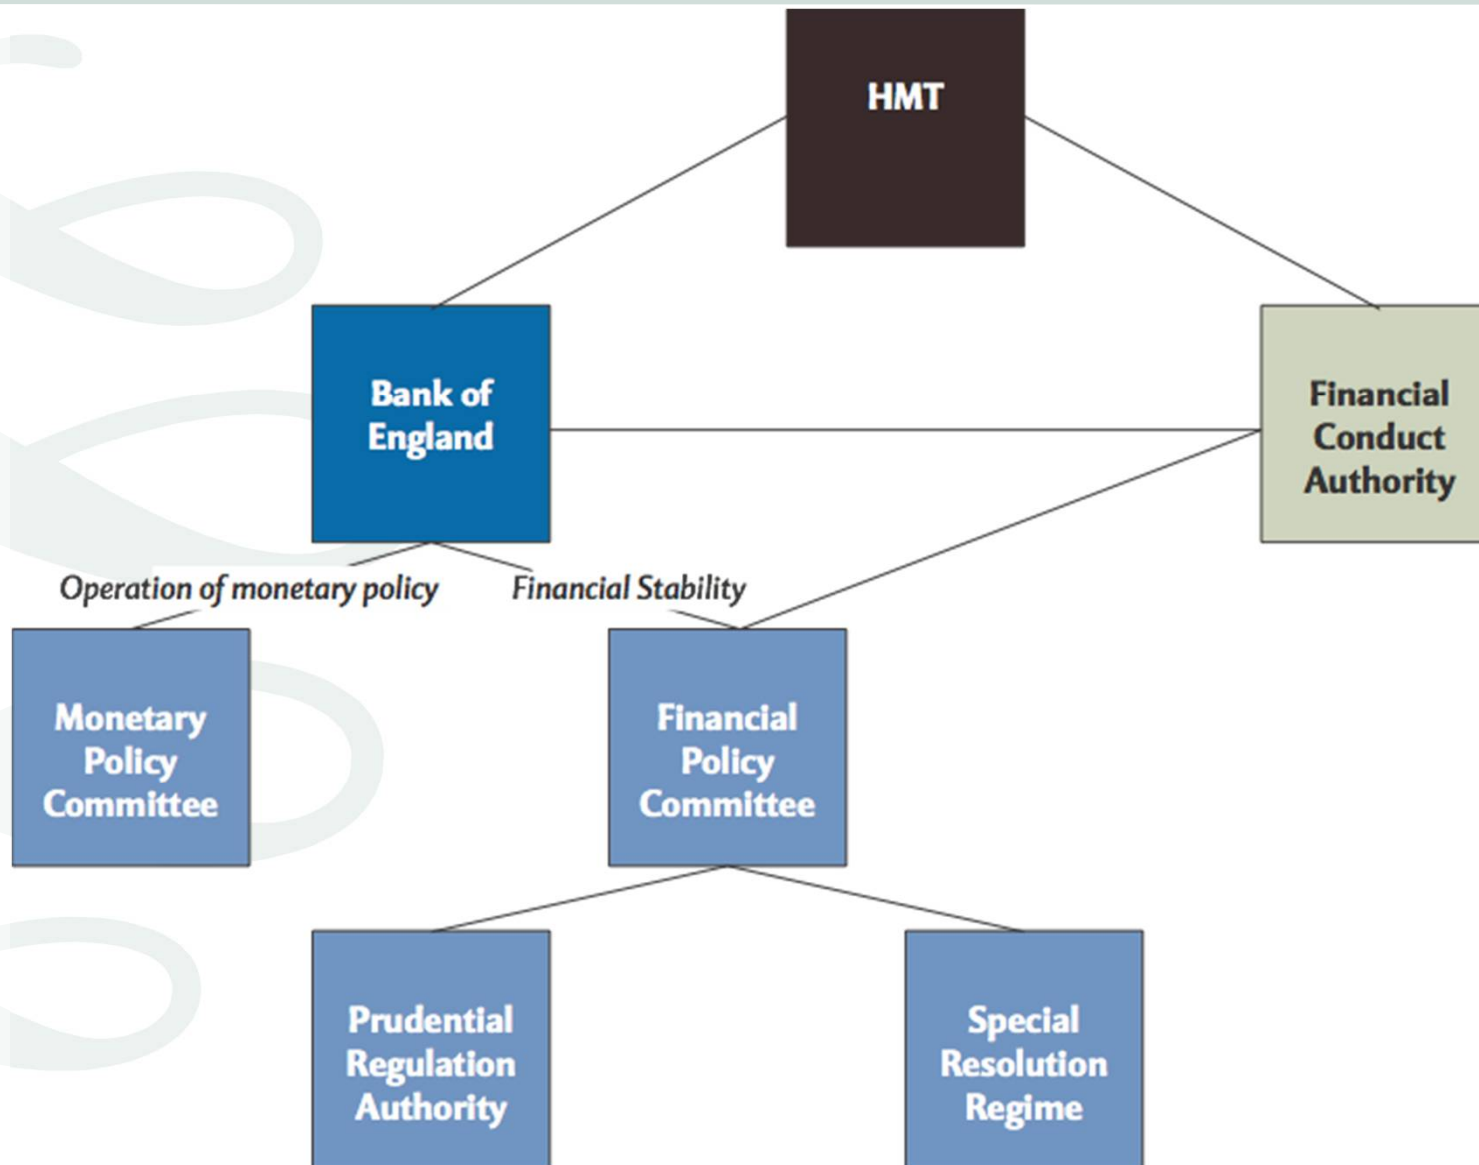 HMT
Bank of
England
Financial
Conduct
Authority
Operation of monetary policy
Financial Stability
Monetary
Policy
Committee
Financial
Policy
Committee
Prudential
Regulation
Authority
Special
Resolution
Regime